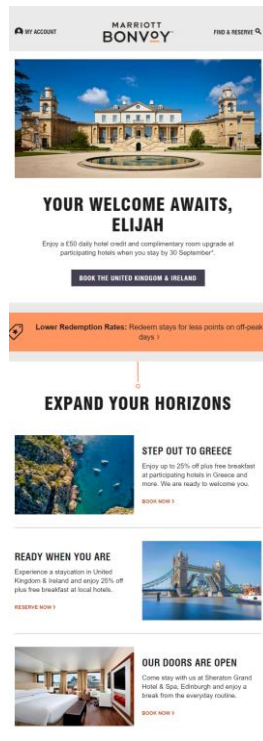 MY ACCOUNT
MARRIOTT
BONVOY
FIND & RESERVE
YOUR WELCOME AWAITS,
ELIJAH
Enjoy a £50 daily hotel credit and complimentary room upgrade at
participating hotels when you stay by 30 September*.
BOOK THE UNITED KINGDOM & IRELAND
Lower Redemption Rates: Redeem stays for less points on off-peak
days ›
EXPAND YOUR HORIZONS
STEP OUT TO GREECE
Enjoy up to 25% off plus free breakfast
at participating hotels in Greece and
more. We are ready to welcome you.
BOOK NOW ›
READY WHEN YOU ARE
Experience a staycation in United
Kingdom & Ireland and enjoy 25% off
plus free breakfast at local hotels.
RESERVE NOW ›
OUR DOORS ARE OPEN
Come stay with us at Sheraton Grand
Hotel & Spa, Edinburgh and enjoy a
break from the everyday routine.
BOOK NOW ›